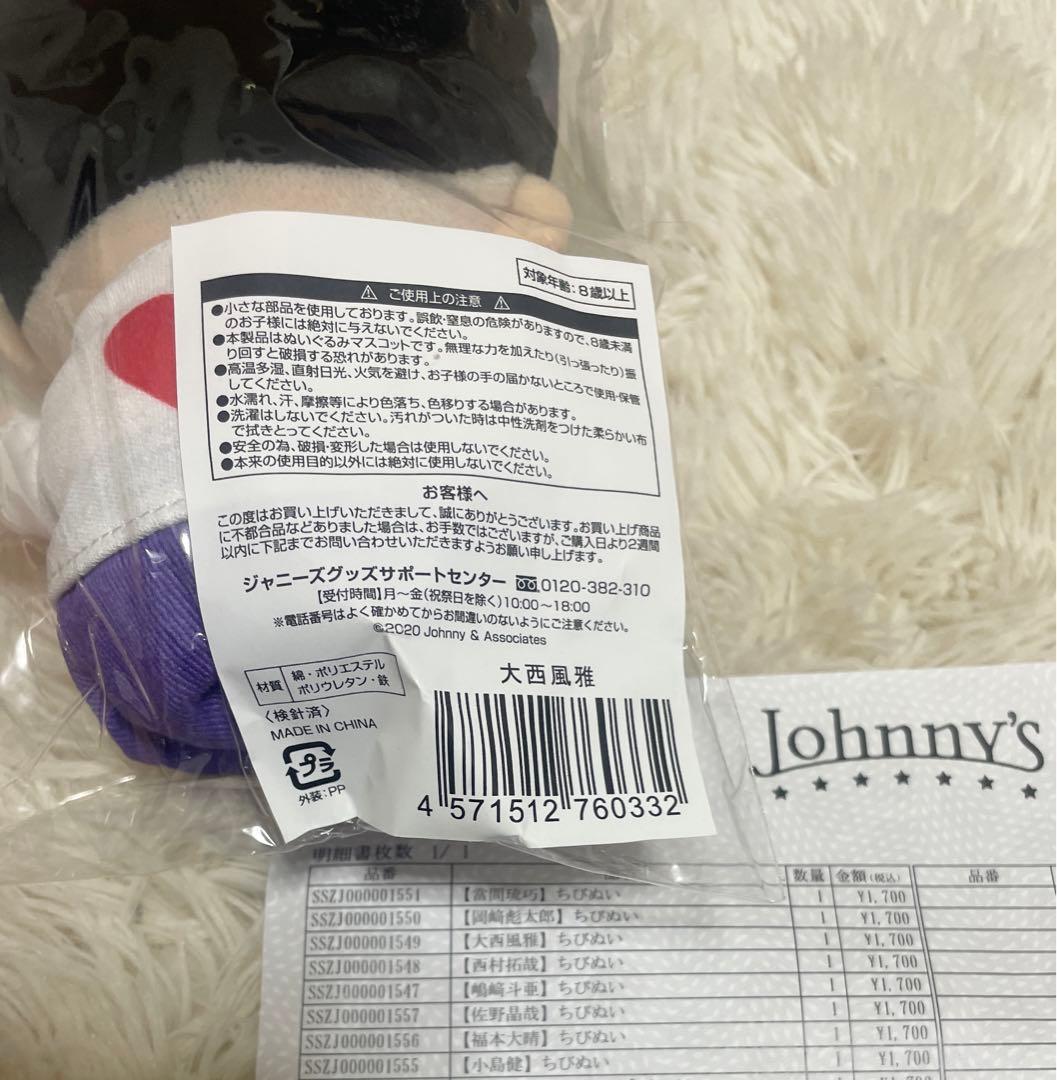 対象年齢:8歳以上
⚠ ご使用上の注意 ⚠
●小さな部品を使用しております。誤飲・窒息の危険がありますので、8歳未満
のお子様には絶対に与えないでください。
●本製品はぬいぐるみマスコットです。無理な力を加えたり(引っ張ったり)振
り回すと破損する恐れがあります。
●高温多湿、直射日光、火気を避け、お子様の手の届かないところで使用・保管
してください。
●水濡れ、汗、摩擦等により色落ち、色移りする場合があります。
●洗濯はしないでください。汚れがついた時は中性洗剤をつけた柔らかい布
で拭きとってください。
●安全の為、破損・変形した場合は使用しないでください。
●本来の使用目的以外には絶対に使用しないでください。
お客様へ
この度はお買い上げいただきまして、誠にありがとうございます。お買い上げ商品
に不都合品などありました場合は、お手数ではございますが、ご購入日より2週間
以内に下記までお問い合わせいただきますようお願い申し上げます。
ジャニーズグッズサポートセンター 0120-382-310
【受付時間】月〜金(祝祭日を除く)10:00〜18:00
※電話番号はよく確かめてからお間違いのないようにご注意ください。
©2020 Johnny & Associates
材質 綿・ポリエステル
ポリウレタン・鉄
〈検針済〉
MADE IN CHINA
プラ
外装:PP
大西風雅
4 571512 760332
Johnny's
明細書枚数 1/ 1
品番 数量 金額(税込) 品番
SSZJ000001551 【當間琉巧】ちびぬい 1 ¥1,700
SSZJ000001550 【岡﨑彪太郎】ちびぬい 1 ¥1,700
SSZJ000001549 【大西風雅】ちびぬい 1 ¥1,700
SSZJ000001548 【西村拓哉】ちびぬい 1 ¥1,700
SSZJ000001547 【嶋﨑斗亜】ちびぬい 1 ¥1,700
SSZJ000001557 【佐野晶哉】ちびぬい 1 ¥1,700
SSZJ000001556 【福本大晴】ちびぬい 1 ¥1,700
SSZJ000001555 【小島健】ちびぬい 1 ¥1,700